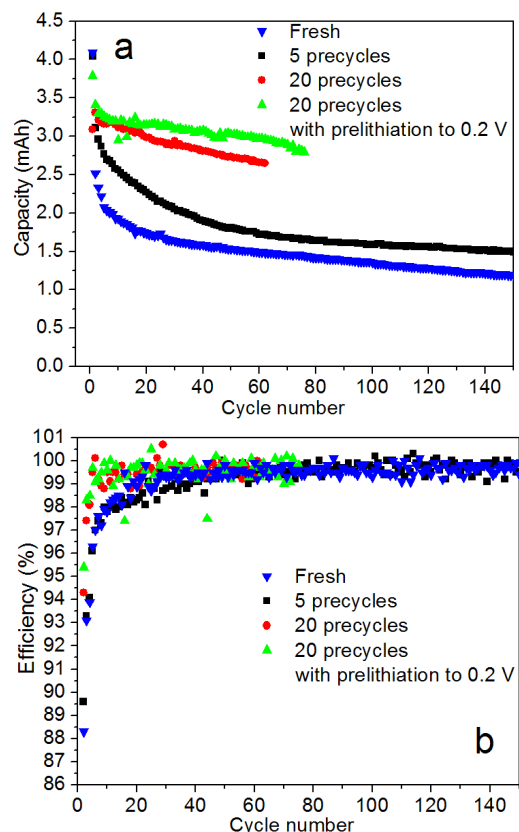 a
Fresh
5 precycles
20 precycles
20 precycles
with prelithiation to 0.2 V
Capacity (mAh)
4.5
4.0
3.5
3.0
2.5
2.0
1.5
1.0
0.5
0.0
0 20 40 60 80 100 120 140
Cycle number
Efficiency (%)
101
100
99
98
97
96
95
94
93
92
91
90
89
88
87
86
Fresh
5 precycles
20 precycles
20 precycles
with prelithiation to 0.2 V
b
0 20 40 60 80 100 120 140
Cycle number